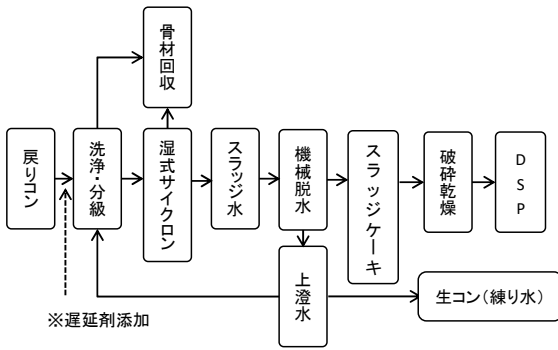 骨材回収
戻りコン
洗浄・分級
湿式サイクロン
スラッジ水
機械脱水
スラッジケーキ
破砕乾燥
DSP
上澄水
生コン(練り水)
※遅延剤添加